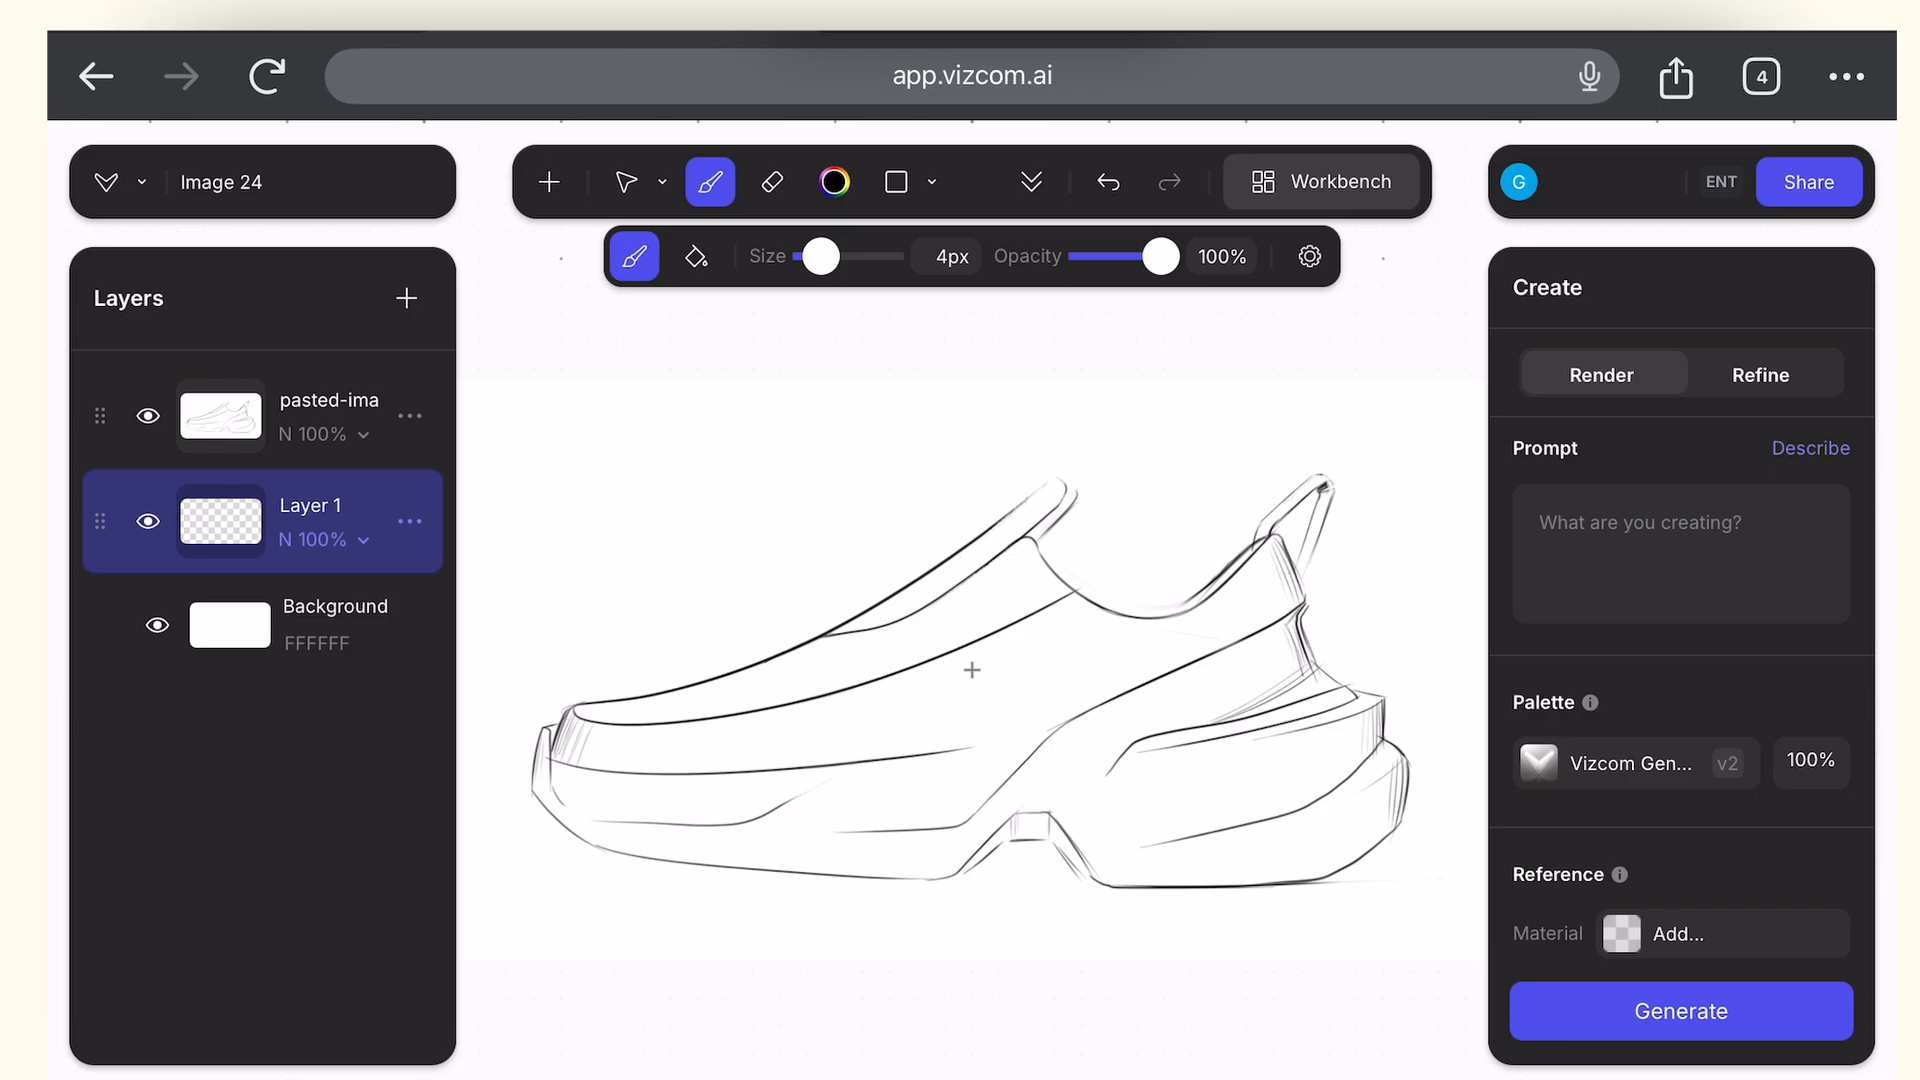 app.vizcom.ai
4
Image 24
Workbench
G
ENT
Share
Size
4px
Opacity
100%
Layers
pasted-ima
N 100%
Layer 1
N 100%
Background
FFFFFF
Create
Render
Refine
Prompt
Describe
What are you creating?
Palette
Vizcom Gen...
v2
100%
Reference
Material
Add...
Generate